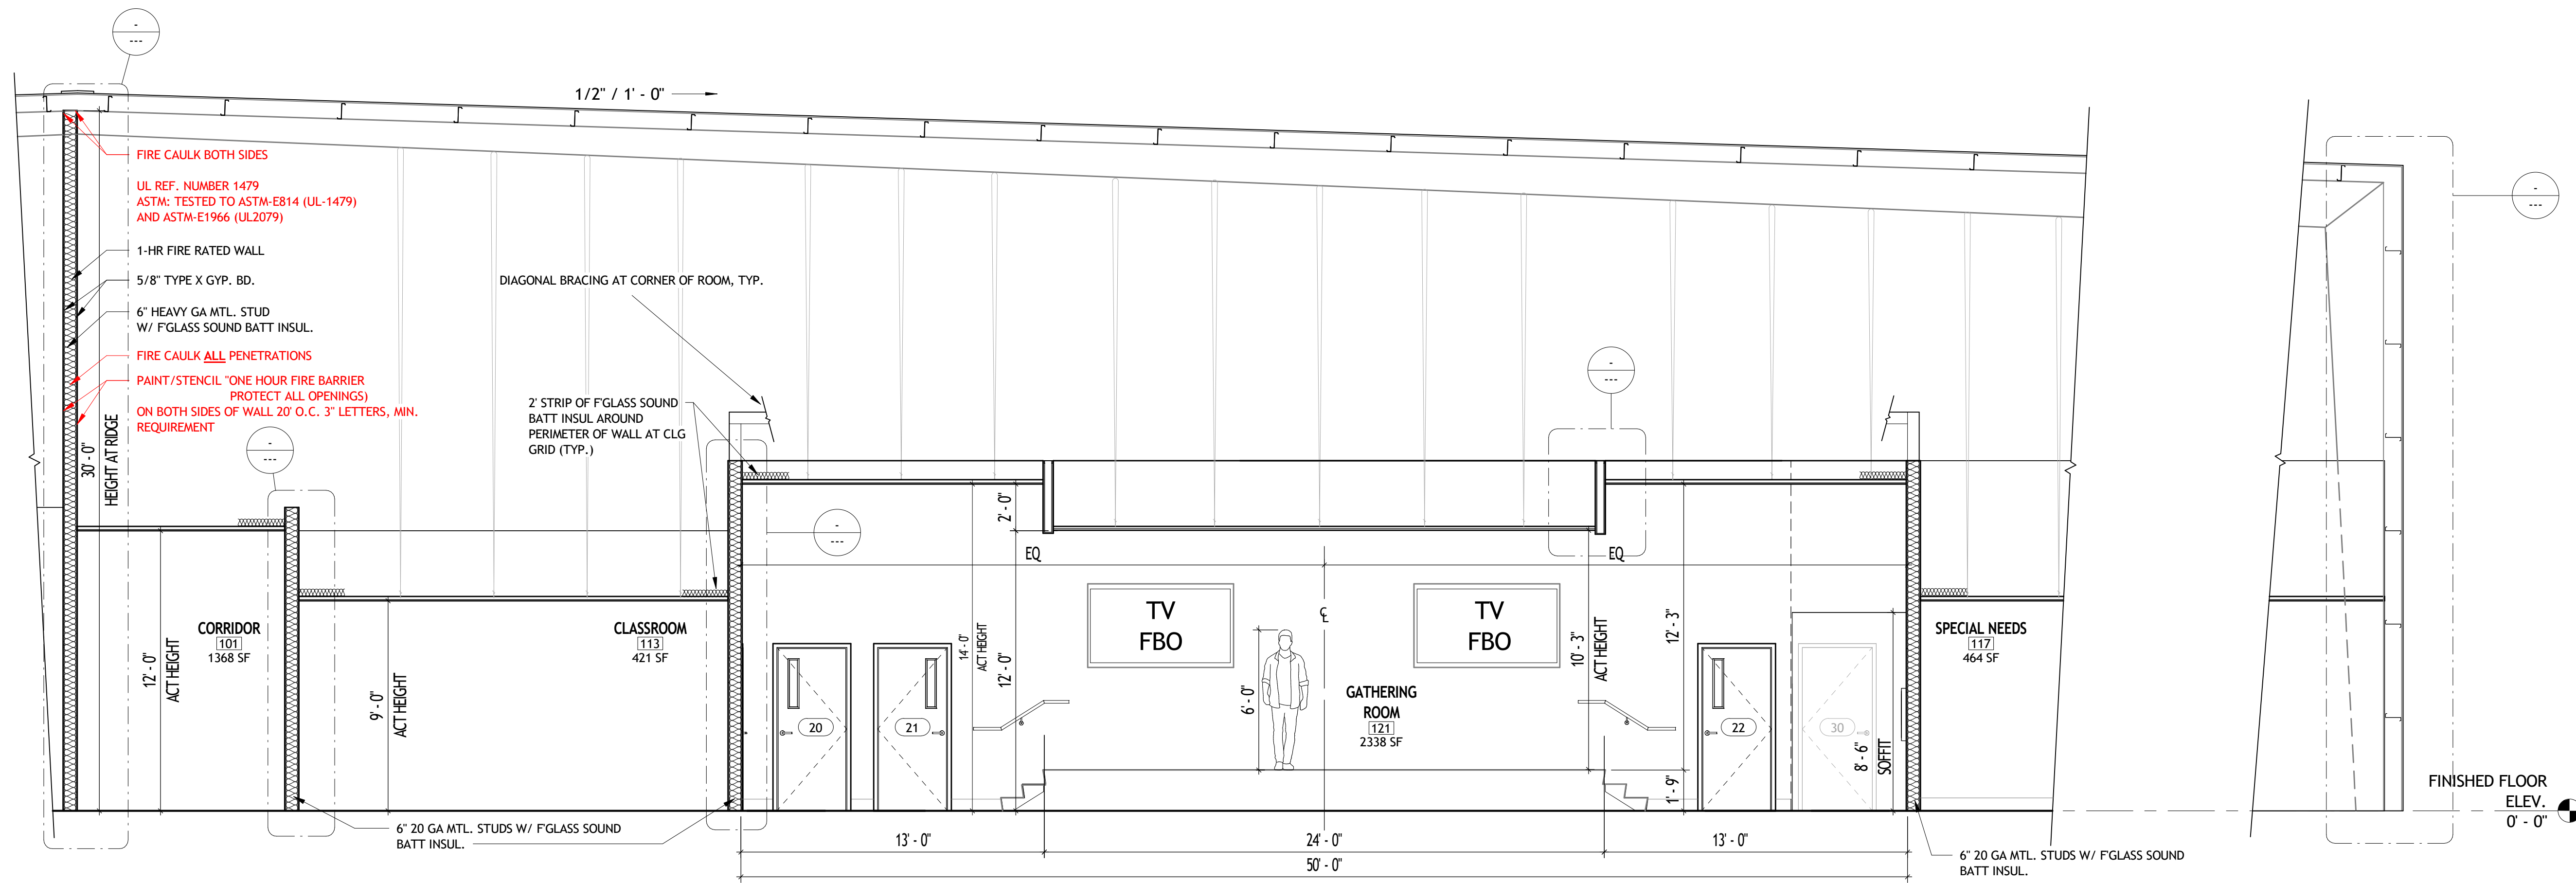 -
---
1/2" / 1' - 0"
FIRE CAULK BOTH SIDES
UL REF. NUMBER 1479
ASTM: TESTED TO ASTM-E814 (UL-1479)
AND ASTM-E1966 (UL2079)
-
---
1-HR FIRE RATED WALL
5/8" TYPE X GYP. BD.
DIAGONAL BRACING AT CORNER OF ROOM, TYP.
6" HEAVY GA MTL. STUD
W/ F'GLASS SOUND BATT INSUL.
FIRE CAULK ALL PENETRATIONS
-
---
PAINT/STENCIL "ONE HOUR FIRE BARRIER
PROTECT ALL OPENINGS)
ON BOTH SIDES OF WALL 20' O.C. 3" LETTERS, MIN.
REQUIREMENT
2' STRIP OF F'GLASS SOUND
BATT INSUL AROUND
PERIMETER OF WALL AT CLG
GRID (TYP.)
30' - 0"
HEIGHT AT RIDGE
-
---
2' - 0"
-
---
EQ
EQ
CORRIDOR
101
1368 SF
12' - 0"
ACT HEIGHT
CLASSROOM
113
421 SF
9' - 0"
ACT HEIGHT
14' - 0"
ACT HEIGHT
12' - 0"
TV
FBO
TV
FBO
℄
6' - 0"
10' - 3"
ACT HEIGHT
12' - 3"
SPECIAL NEEDS
117
464 SF
GATHERING
ROOM
121
2338 SF
20
21
22
30
8' - 6"
SOFFIT
1' - 9"
FINISHED FLOOR
ELEV.
0' - 0"
6" 20 GA MTL. STUDS W/ F'GLASS SOUND
BATT INSUL.
13' - 0"
24' - 0"
13' - 0"
50' - 0"
6" 20 GA MTL. STUDS W/ F'GLASS SOUND
BATT INSUL.